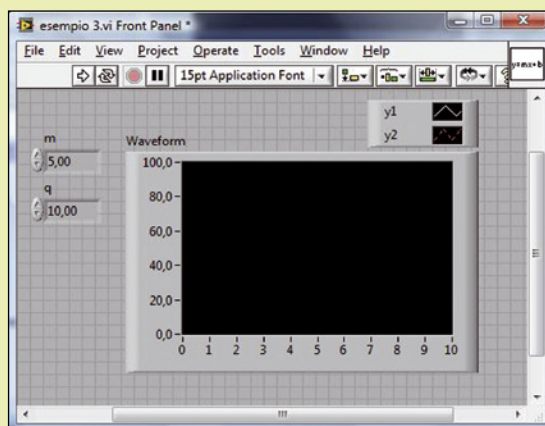 esempio 3.vi Front Panel *
File Edit View Project Operate Tools Window Help
15pt Application Font
y=mx+b
y1
y2
m
5,00
q
10,00
Waveform
100,0
80,0
60,0
40,0
20,0
0,0
0 1 2 3 4 5 6 7 8 9 10